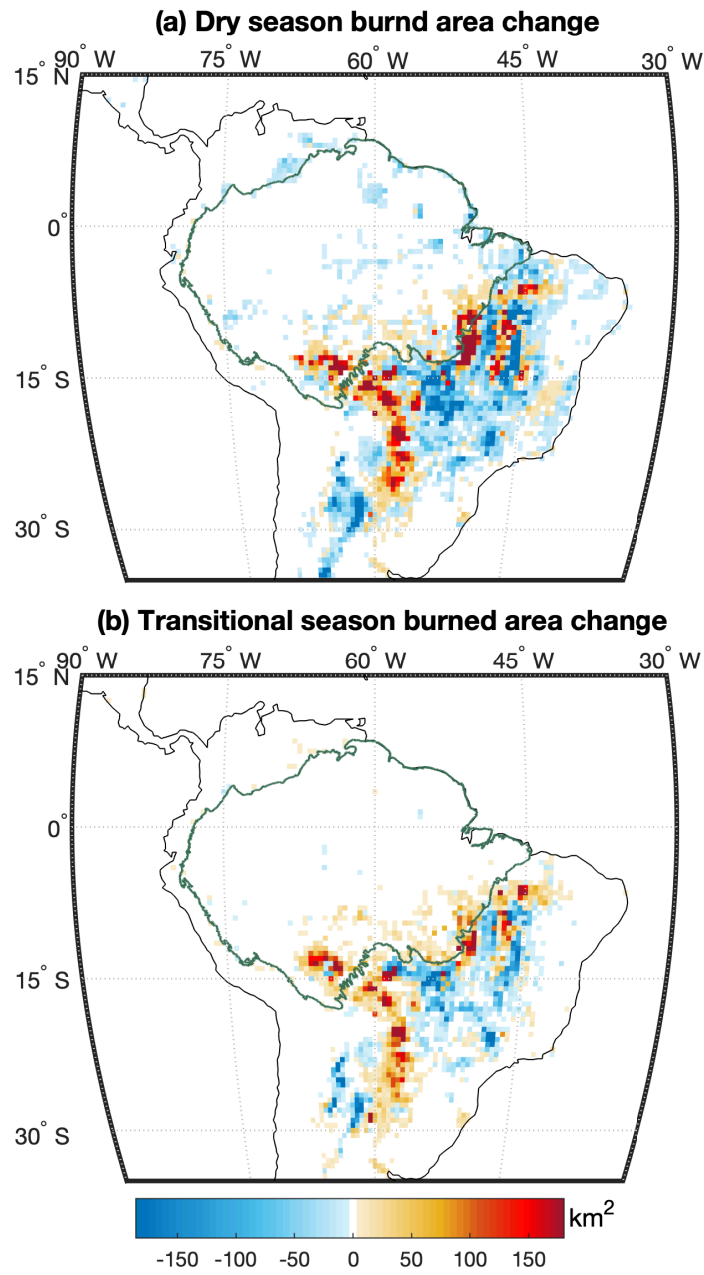 (a) Dry season burnd area change
90° W 75° W 60° W 45° W 30° W
15° N
0°
15° S
30° S
(b) Transitional season burned area change
90° W 75° W 60° W 45° W 30° W
15° N
0°
15° S
30° S
km²
-150 -100 -50 0 50 100 150